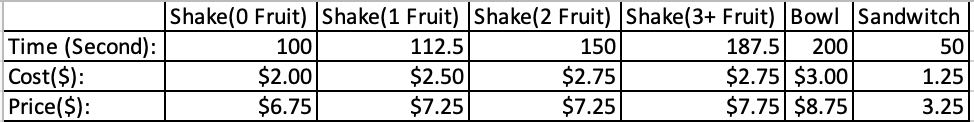 Shake(0 Fruit) Shake(1 Fruit) Shake(2 Fruit) Shake(3+ Fruit) Bowl Sandwitch
Time (Second): 100 112.5 150 187.5 200 50
Cost($): $2.00 $2.50 $2.75 $2.75 $3.00 1.25
Price($): $6.75 $7.25 $7.25 $7.75 $8.75 3.25